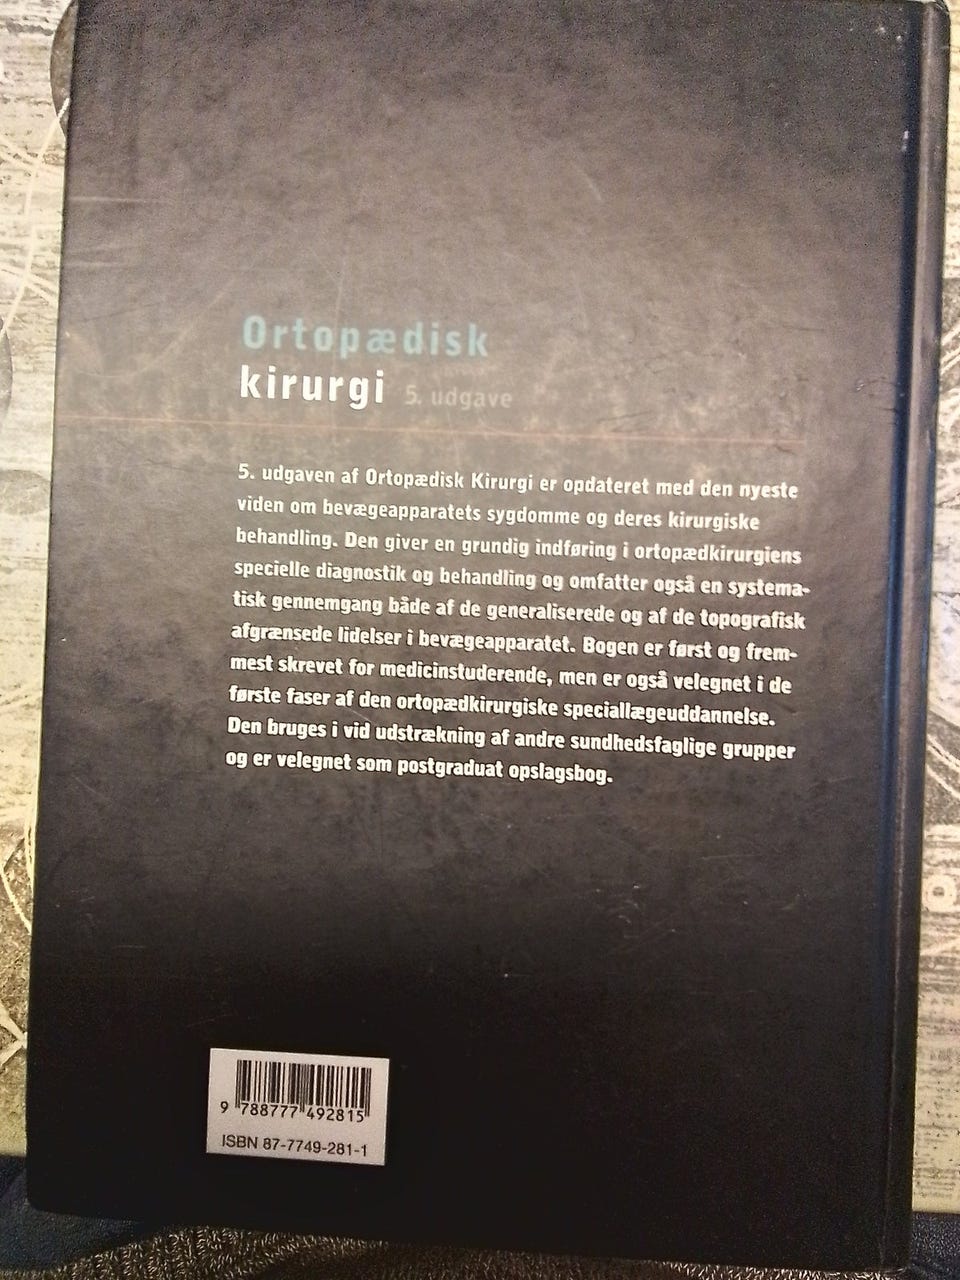 Ortopædisk
kirurgi 5. udgave
5. udgaven af Ortopædisk Kirurgi er opdateret med den nyeste
viden om bevægeapparatets sygdomme og deres kirurgiske
behandling. Den giver en grundig indføring i ortopædkirurgiens
specielle diagnostik og behandling og omfatter også en systema-
tisk gennemgang både af de generaliserede og af de topografisk
afgrænsede lidelser i bevægeapparatet. Bogen er først og frem-
mest skrevet for medicinstuderende, men er også velegnet i de
første faser af den ortopædkirurgiske speciallægeuddannelse.
Den bruges i vid udstrækning af andre sundhedsfaglige grupper
og er velegnet som postgraduat opslagsbog.
9 788777 492815
ISBN 87-7749-281-1